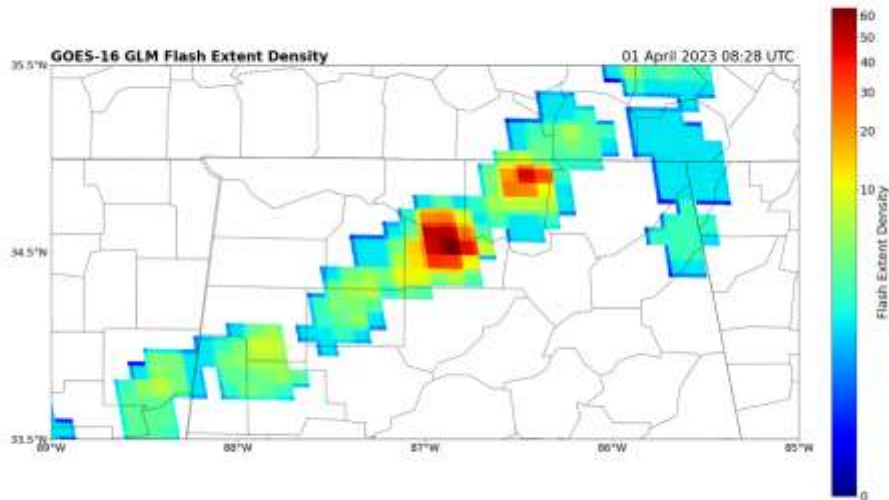 GOES-16 GLM Flash Extent Density
01 April 2023 08:28 UTC
35.5°N
34.5°N
33.5°N
89°W
88°W
87°W
86°W
85°W
60
50
40
30
20
10
0
Flash Extent Density